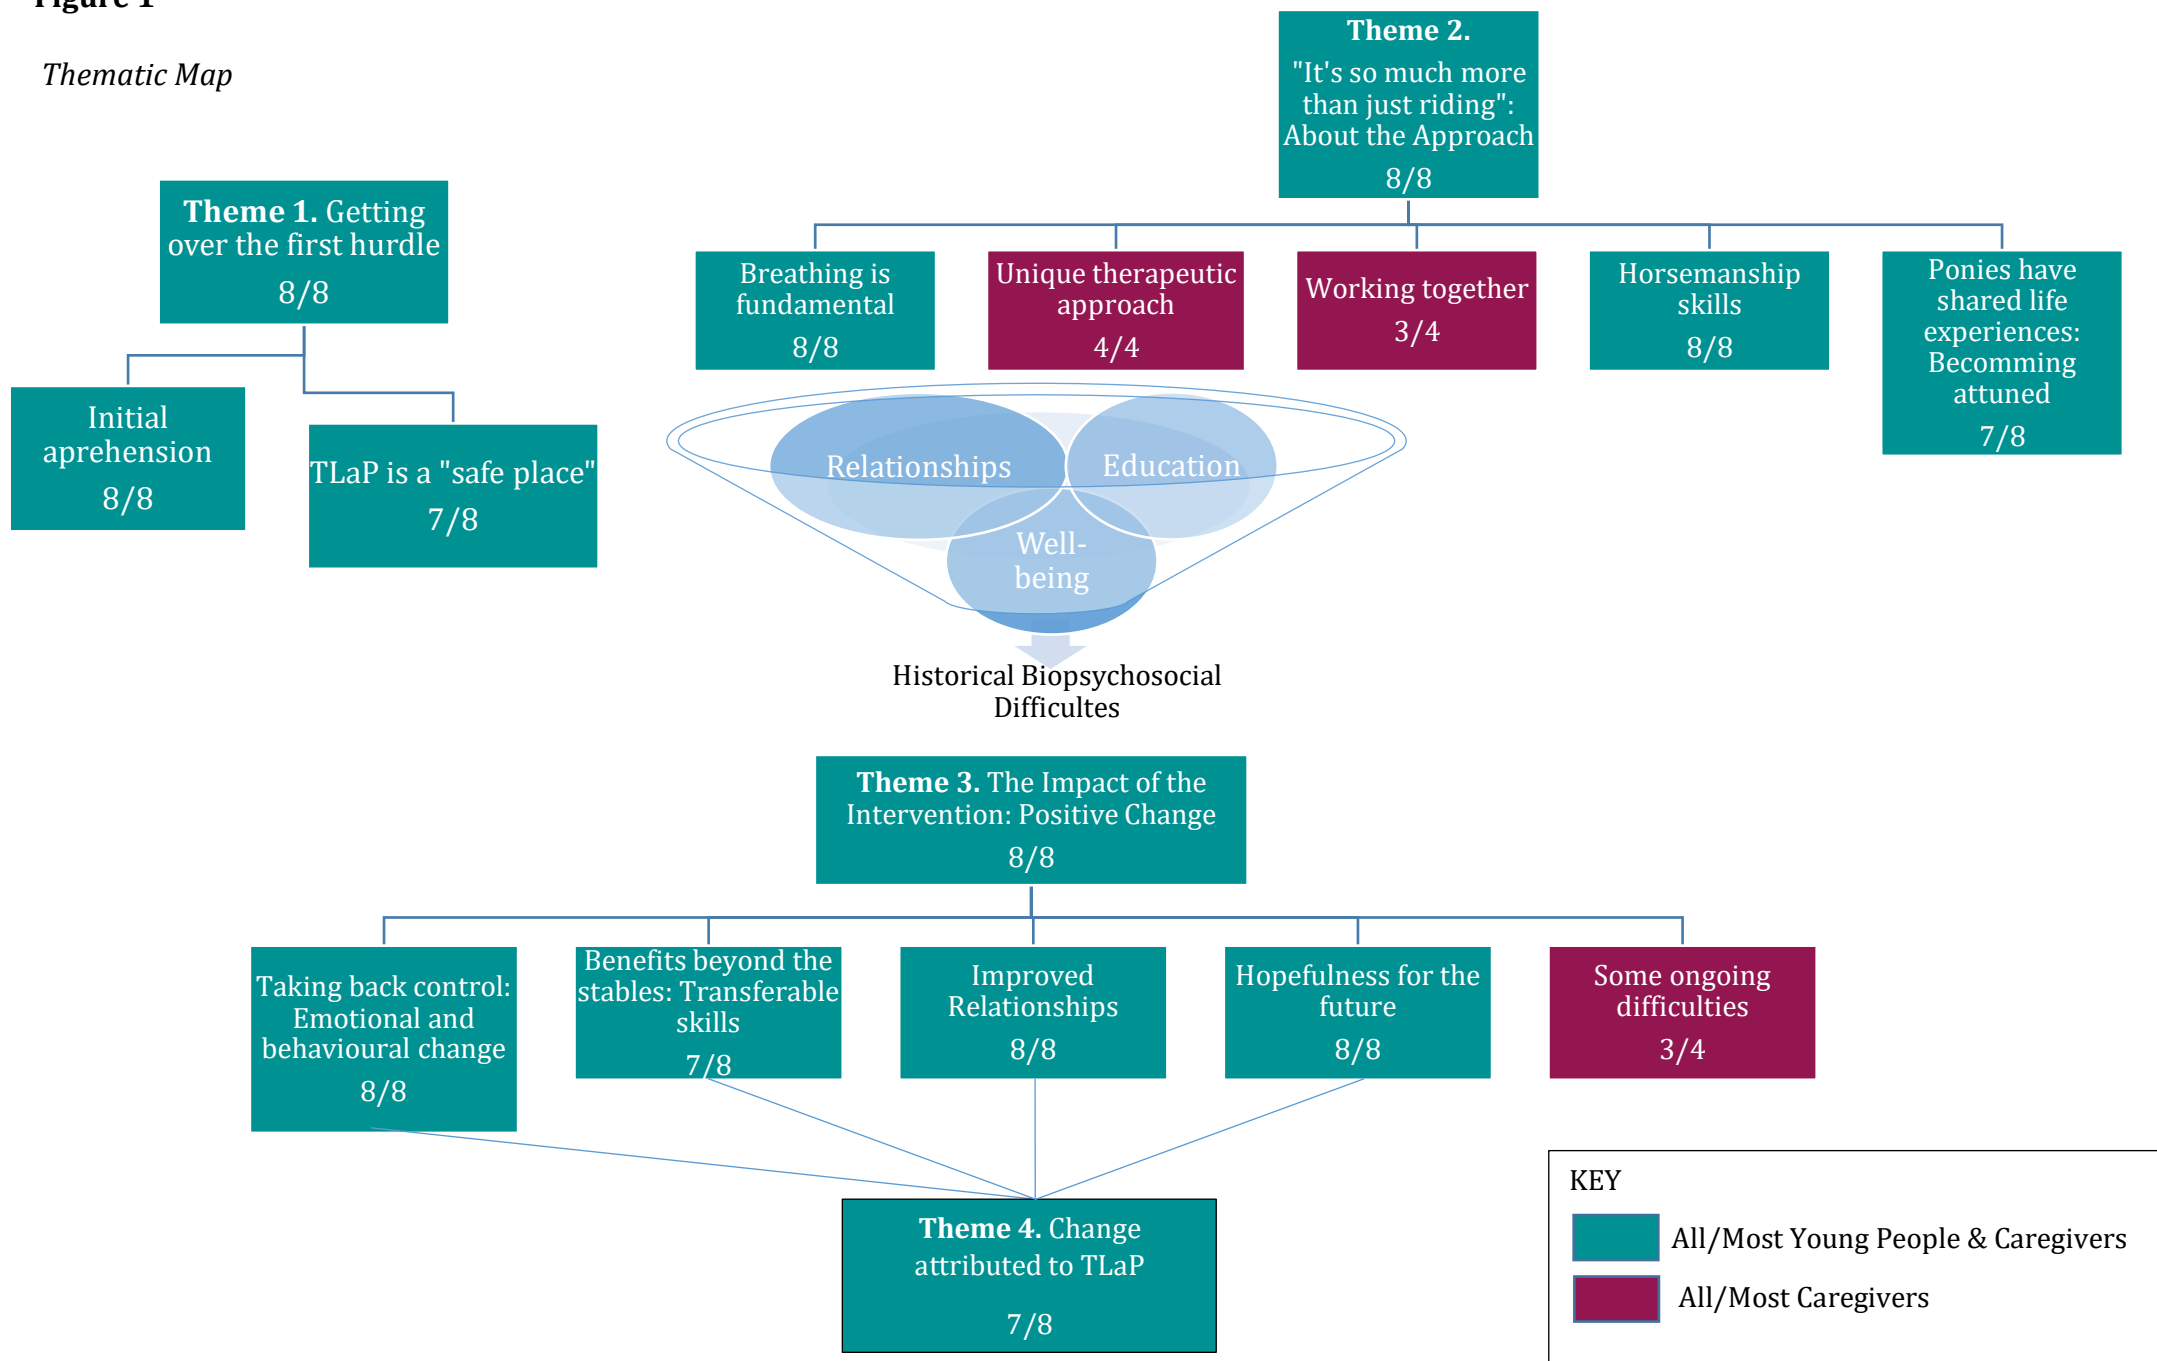 Figure 1
Thematic Map
Theme 2.
"It's so much more
than just riding":
About the Approach
8/8
Theme 1. Getting
over the first hurdle
8/8
Initial
aprehension
8/8
TLaP is a "safe place"
7/8
Breathing is
fundamental
8/8
Unique therapeutic
approach
4/4
Working together
3/4
Horsemanship
skills
8/8
Ponies have
shared life
experiences:
Becomming
attuned
7/8
Relationships
Education
Well-
being
Historical Biopsychosocial
Difficultes
Theme 3. The Impact of the
Intervention: Positive Change
8/8
Taking back control:
Emotional and
behavioural change
8/8
Benefits beyond the
stables: Transferable
skills
7/8
Improved
Relationships
8/8
Hopefulness for the
future
8/8
Some ongoing
difficulties
3/4
Theme 4. Change
attributed to TLaP
7/8
KEY
All/Most Young People & Caregivers
All/Most Caregivers